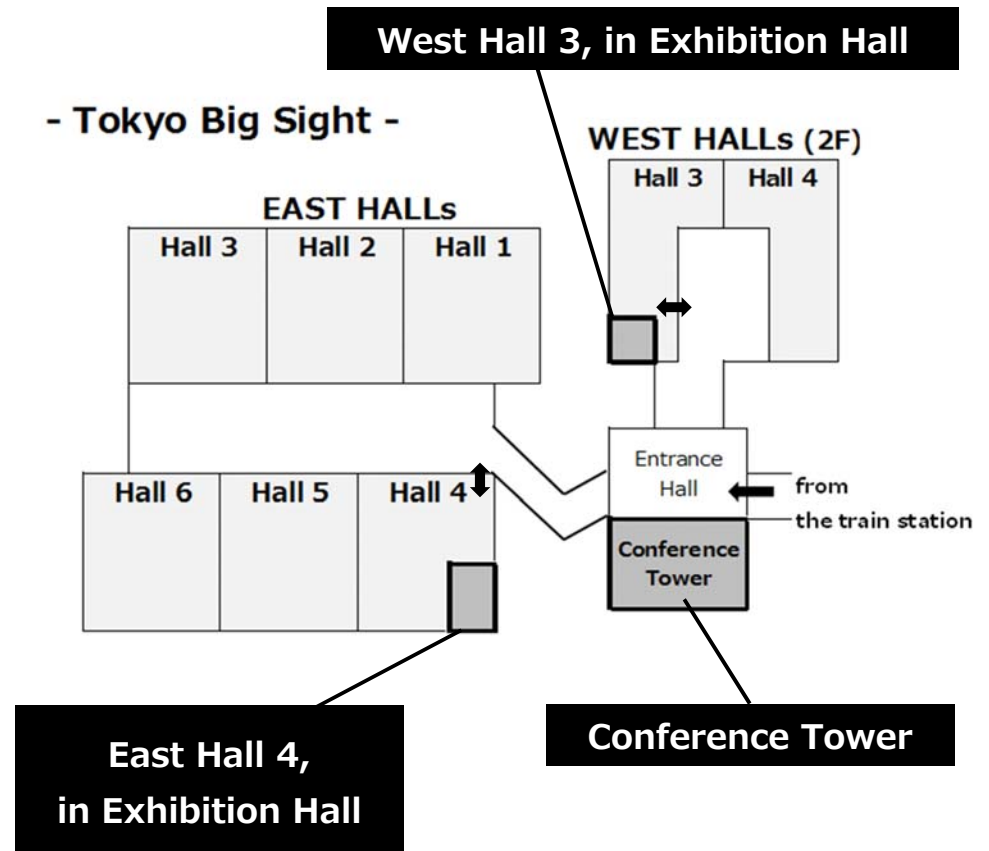 West Hall 3, in Exhibition Hall
- Tokyo Big Sight -
WEST HALLs (2F)
Hall 3
Hall 4
EAST HALLs
Hall 3
Hall 2
Hall 1
Entrance
Hall
from
the train station
Hall 6
Hall 5
Hall 4
Conference
Tower
East Hall 4,
in Exhibition Hall
Conference Tower